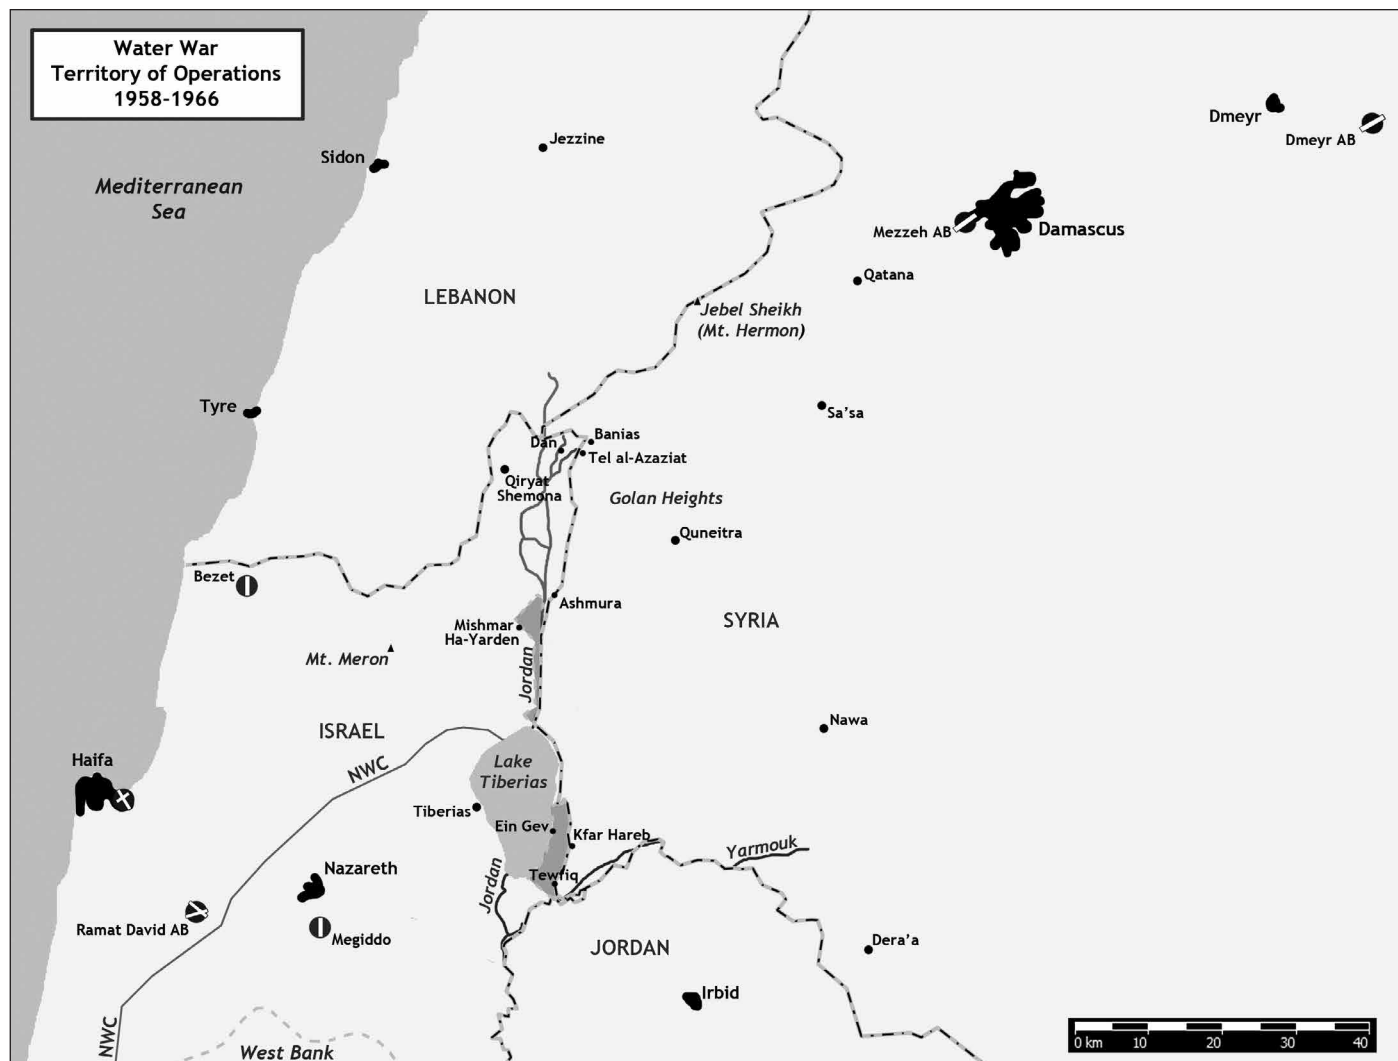 Water War
Territory of Operations
1958-1966
Dmeyr
Dmeyr AB
Jezzine
Sidon
Mediterranean
Sea
Mezzeh AB
Damascus
Qatana
LEBANON
Jebel Sheikh
(Mt. Hermon)
Tyre
Sa'sa
Banias
Dan
Tel al-Azaziat
Qiryat
Shemona
Golan Heights
Quneitra
Bezet
Ashmura
Mishmar
Ha-Yarden
SYRIA
Mt. Meron
Jordan
ISRAEL
Nawa
Haifa
NWC
Lake
Tiberias
Tiberias
Ein Gev
Kfar Hareb
Yarmouk
Nazareth
Tewfiq
Jordan
Ramat David AB
Megiddo
JORDAN
Dera'a
Irbid
NWC
West Bank
0 km 10 20 30 40